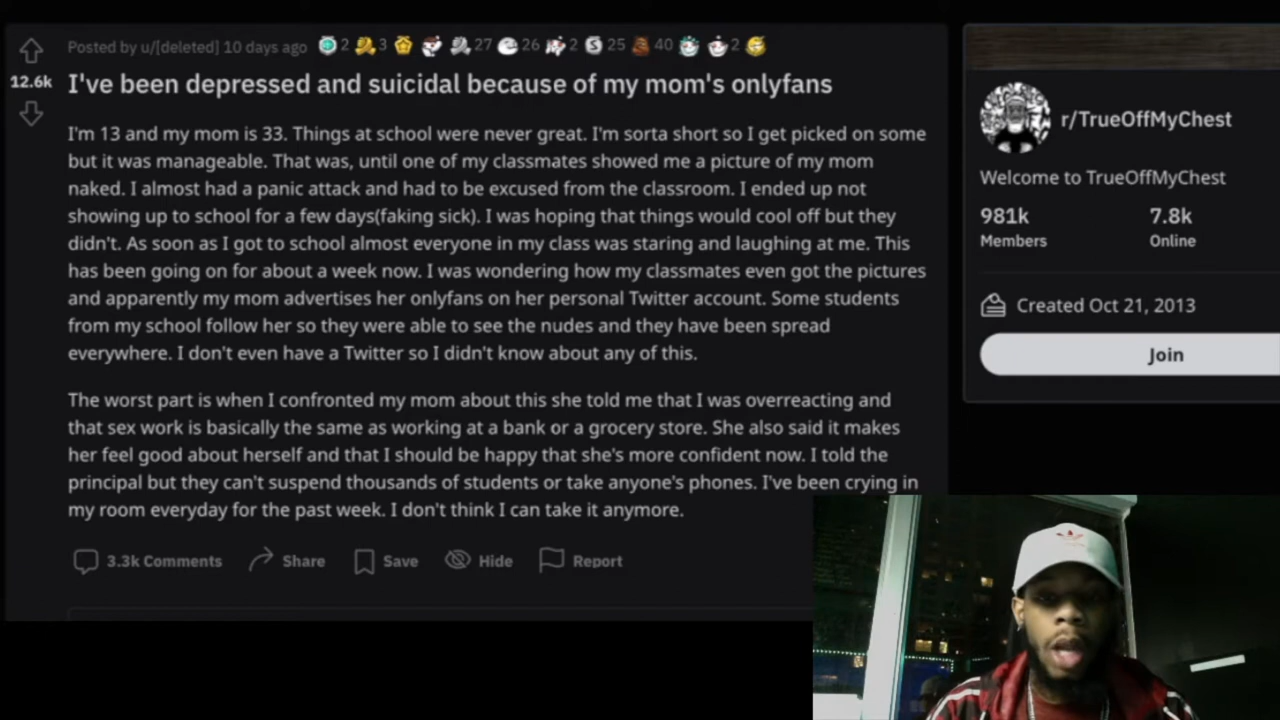 Posted by u/[deleted] 10 days ago 2 3 27 26 2 25 40 2
12.6k
I've been depressed and suicidal because of my mom's onlyfans
I'm 13 and my mom is 33. Things at school were never great. I'm sorta short so I get picked on some
but it was manageable. That was, until one of my classmates showed me a picture of my mom
naked. I almost had a panic attack and had to be excused from the classroom. I ended up not
showing up to school for a few days(faking sick). I was hoping that things would cool off but they
didn't. As soon as I got to school almost everyone in my class was staring and laughing at me. This
has been going on for about a week now. I was wondering how my classmates even got the pictures
and apparently my mom advertises her onlyfans on her personal Twitter account. Some students
from my school follow her so they were able to see the nudes and they have been spread
everywhere. I don't even have a Twitter so I didn't know about any of this.
The worst part is when I confronted my mom about this she told me that I was overreacting and
that sex work is basically the same as working at a bank or a grocery store. She also said it makes
her feel good about herself and that I should be happy that she's more confident now. I told the
principal but they can't suspend thousands of students or take anyone's phones. I've been crying in
my room everyday for the past week. I don't think I can take it anymore.
3.3k Comments Share Save Hide Report
r/TrueOffMyChest
Welcome to TrueOffMyChest
981k 7.8k
Members Online
Created Oct 21, 2013
Join